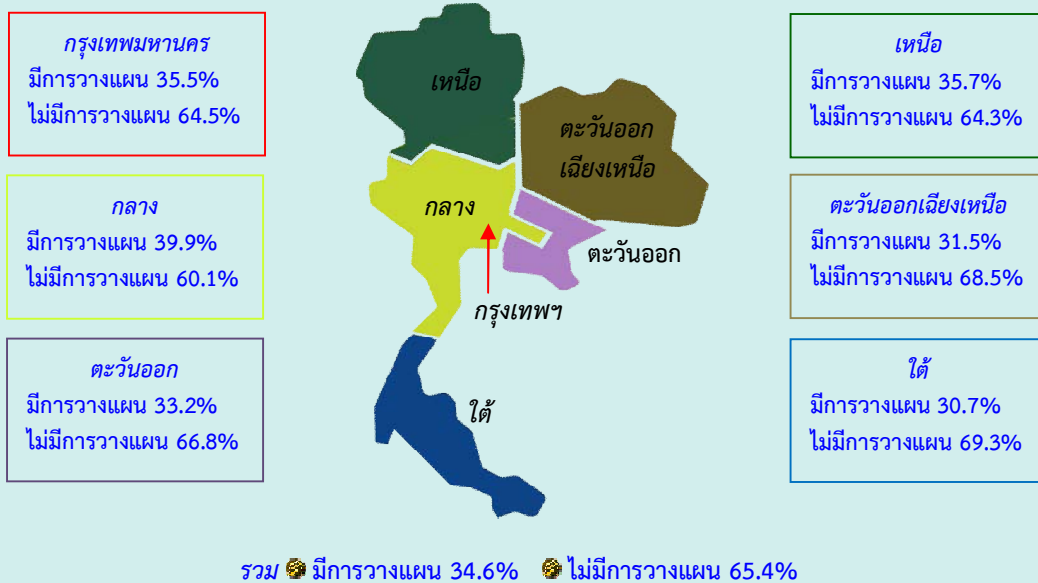 กรุงเทพมหานคร
มีการวางแผน 35.5%
ไม่มีการวางแผน 64.5%
กลาง
มีการวางแผน 39.9%
ไม่มีการวางแผน 60.1%
ตะวันออก
มีการวางแผน 33.2%
ไม่มีการวางแผน 66.8%
เหนือ
ตะวันออก
เฉียงเหนือ
กลาง
ตะวันออก
กรุงเทพฯ
ใต้
เหนือ
มีการวางแผน 35.7%
ไม่มีการวางแผน 64.3%
ตะวันออกเฉียงเหนือ
มีการวางแผน 31.5%
ไม่มีการวางแผน 68.5%
ใต้
มีการวางแผน 30.7%
ไม่มีการวางแผน 69.3%
รวม มีการวางแผน 34.6% ไม่มีการวางแผน 65.4%